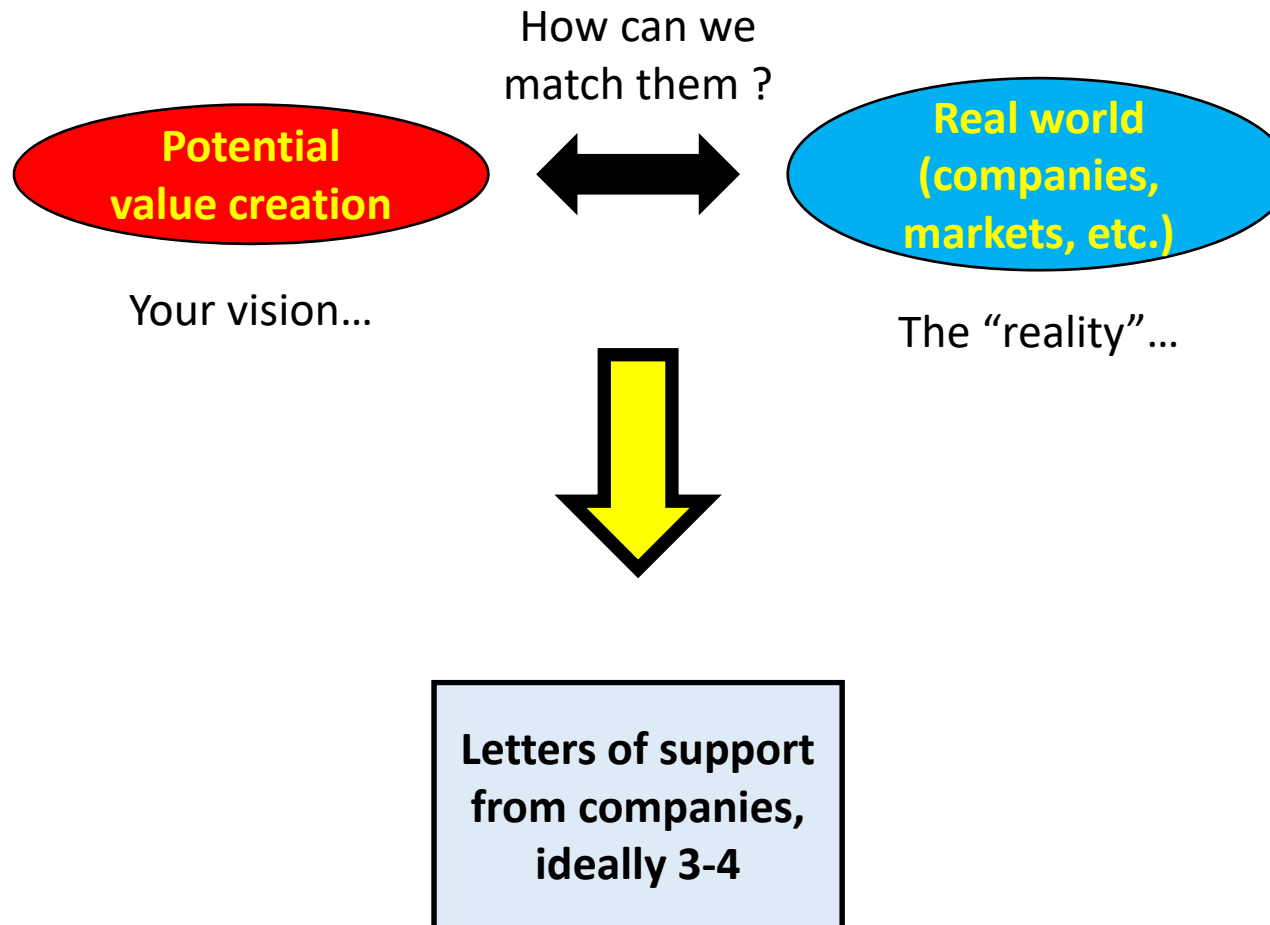 How can we
match them ?
Potential
value creation
Real world
(companies,
markets, etc.)
Your vision…
The “reality”…
Letters of support
from companies,
ideally 3-4